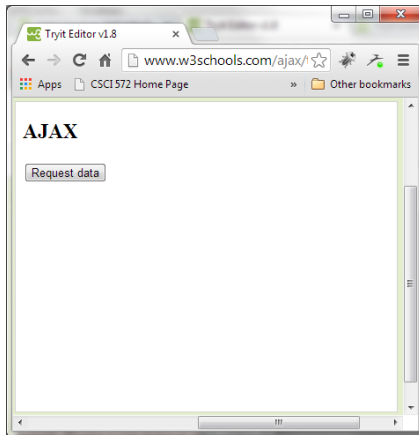 Tryit Editor v1.8
www.w3schools.com/ajax/
Apps CSCI 572 Home Page » Other bookmarks
AJAX
Request data